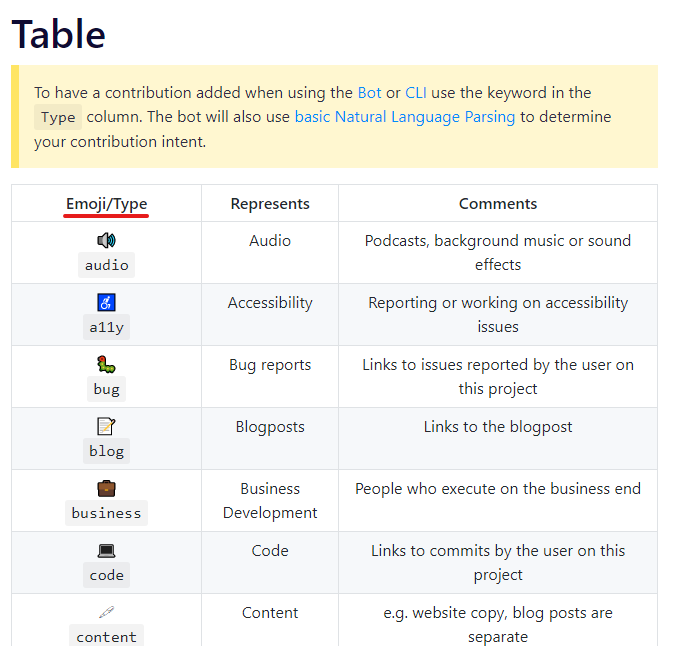 Table
To have a contribution added when using the Bot or CLI use the keyword in the
Type column. The bot will also use basic Natural Language Parsing to determine
your contribution intent.
Emoji/Type Represents Comments
audio Audio Podcasts, background music or sound
effects
a11y Accessibility Reporting or working on accessibility
issues
bug Bug reports Links to issues reported by the user on
this project
blog Blogposts Links to the blogpost
business Business
Development People who execute on the business end
code Code Links to commits by the user on this
project
content Content e.g. website copy, blog posts are
separate